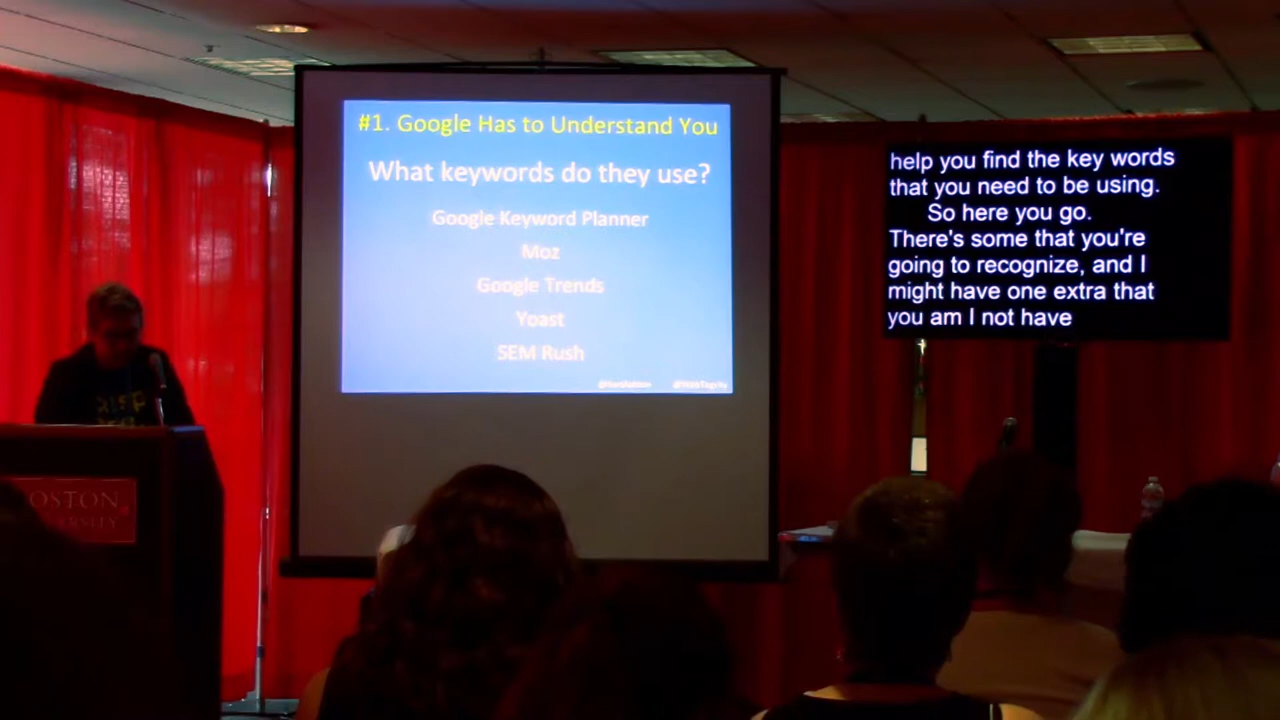 #1. Google Has to Understand You
What keywords do they use?
Google Keyword Planner
Moz
Google Trends
Yoast
SEM Rush
help you find the key words
that you need to be using.
So here you go.
There's some that you're
going to recognize, and I
might have one extra that
you am I not have
OSTON